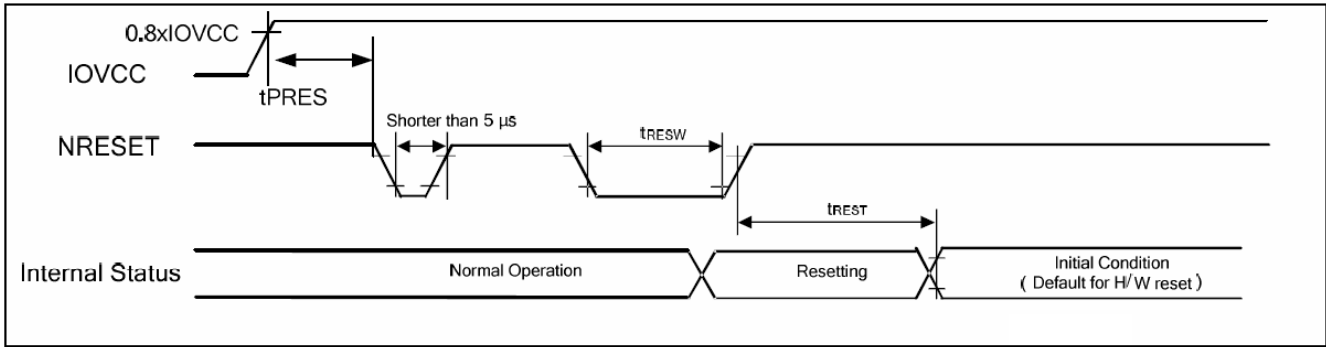 0.8xIOVCC
IOVCC
tPRES
Shorter than 5 µs
tRESW
NRESET
tREST
Internal Status
Normal Operation
Resetting
Initial Condition
( Default for H/W reset )